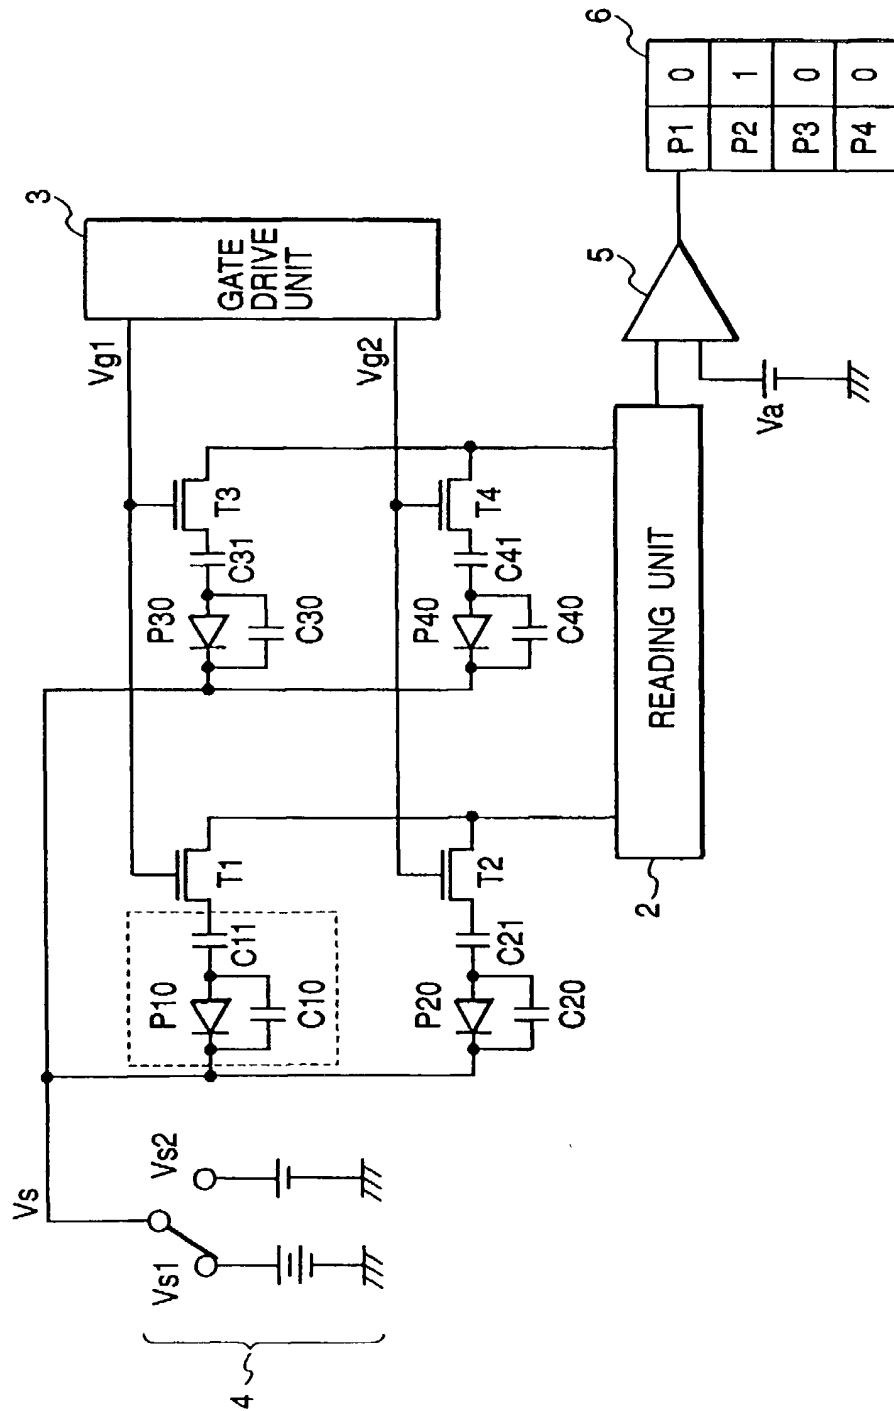 4
Vs1
Vs2
Vs
P10
C10
C11
T1
P20
C20
C21
T2
P30
C30
C31
T3
P40
C40
C41
T4
Vg1
Vg2
3
GATE
DRIVE
UNIT
2
READING UNIT
Va
5
6
P1 0
P2 1
P3 0
P4 0